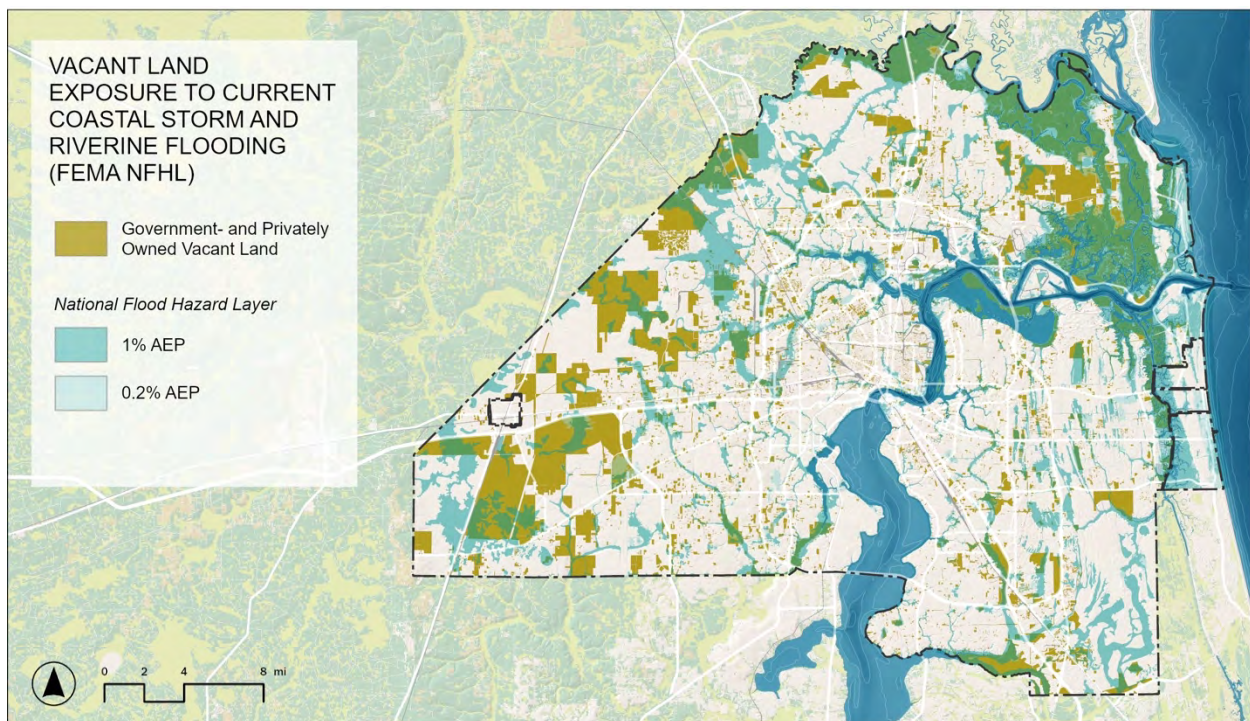 VACANT LAND
EXPOSURE TO CURRENT
COASTAL STORM AND
RIVERINE FLOODING
(FEMA NFHL)
Government- and Privately
Owned Vacant Land
National Flood Hazard Layer
1% AEP
0.2% AEP
0 2 4 8 mi